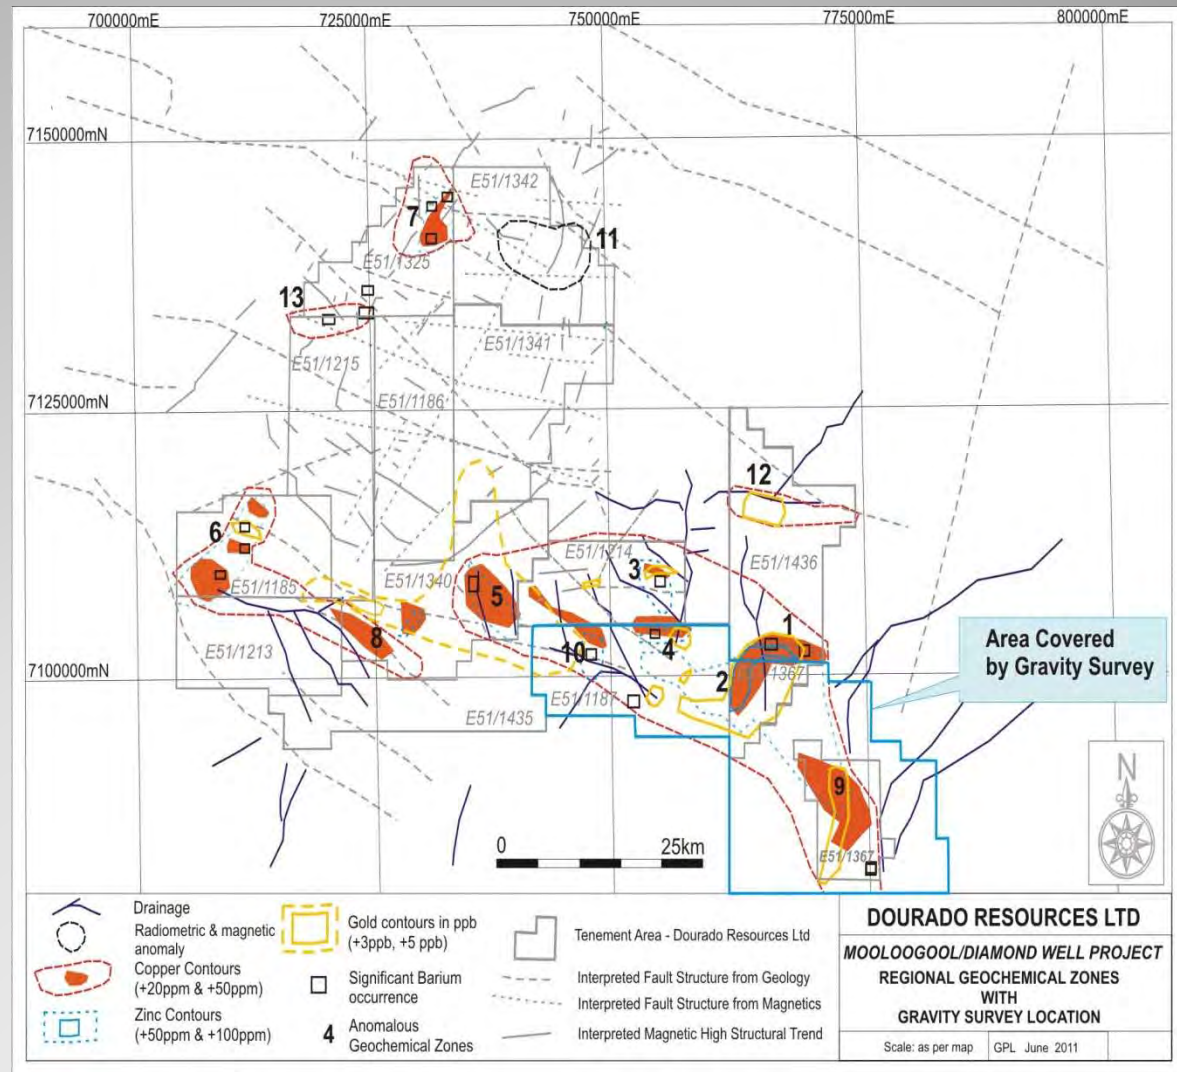 700000mE 725000mE 750000mE 775000mE 800000mE
7150000mN
E51/1342
7
11
E51/1325
13
E51/1341
E51/1215
E51/1186
7125000mN
12
6
E51/1214
3
E51/1436
E51/1185
E51/1340
5
1
8
10
4
E51/1213
2
E51/1367
7100000mN
Area Covered
by Gravity Survey
E51/1187
E51/1435
9
N
0 25km
E51/1367
Drainage
Radiometric & magnetic
anomaly
Copper Contours
(+20ppm & +50ppm)
Zinc Contours
(+50ppm & +100ppm)
Gold contours in ppb
(+3ppb, +5 ppb)
Significant Barium
occurrence
4 Anomalous
Geochemical Zones
Tenement Area - Dourado Resources Ltd
Interpreted Fault Structure from Geology
Interpreted Fault Structure from Magnetics
Interpreted Magnetic High Structural Trend
DOURADO RESOURCES LTD
MOOLOOGOOL/DIAMOND WELL PROJECT
REGIONAL GEOCHEMICAL ZONES
WITH
GRAVITY SURVEY LOCATION
Scale: as per map GPL June 2011